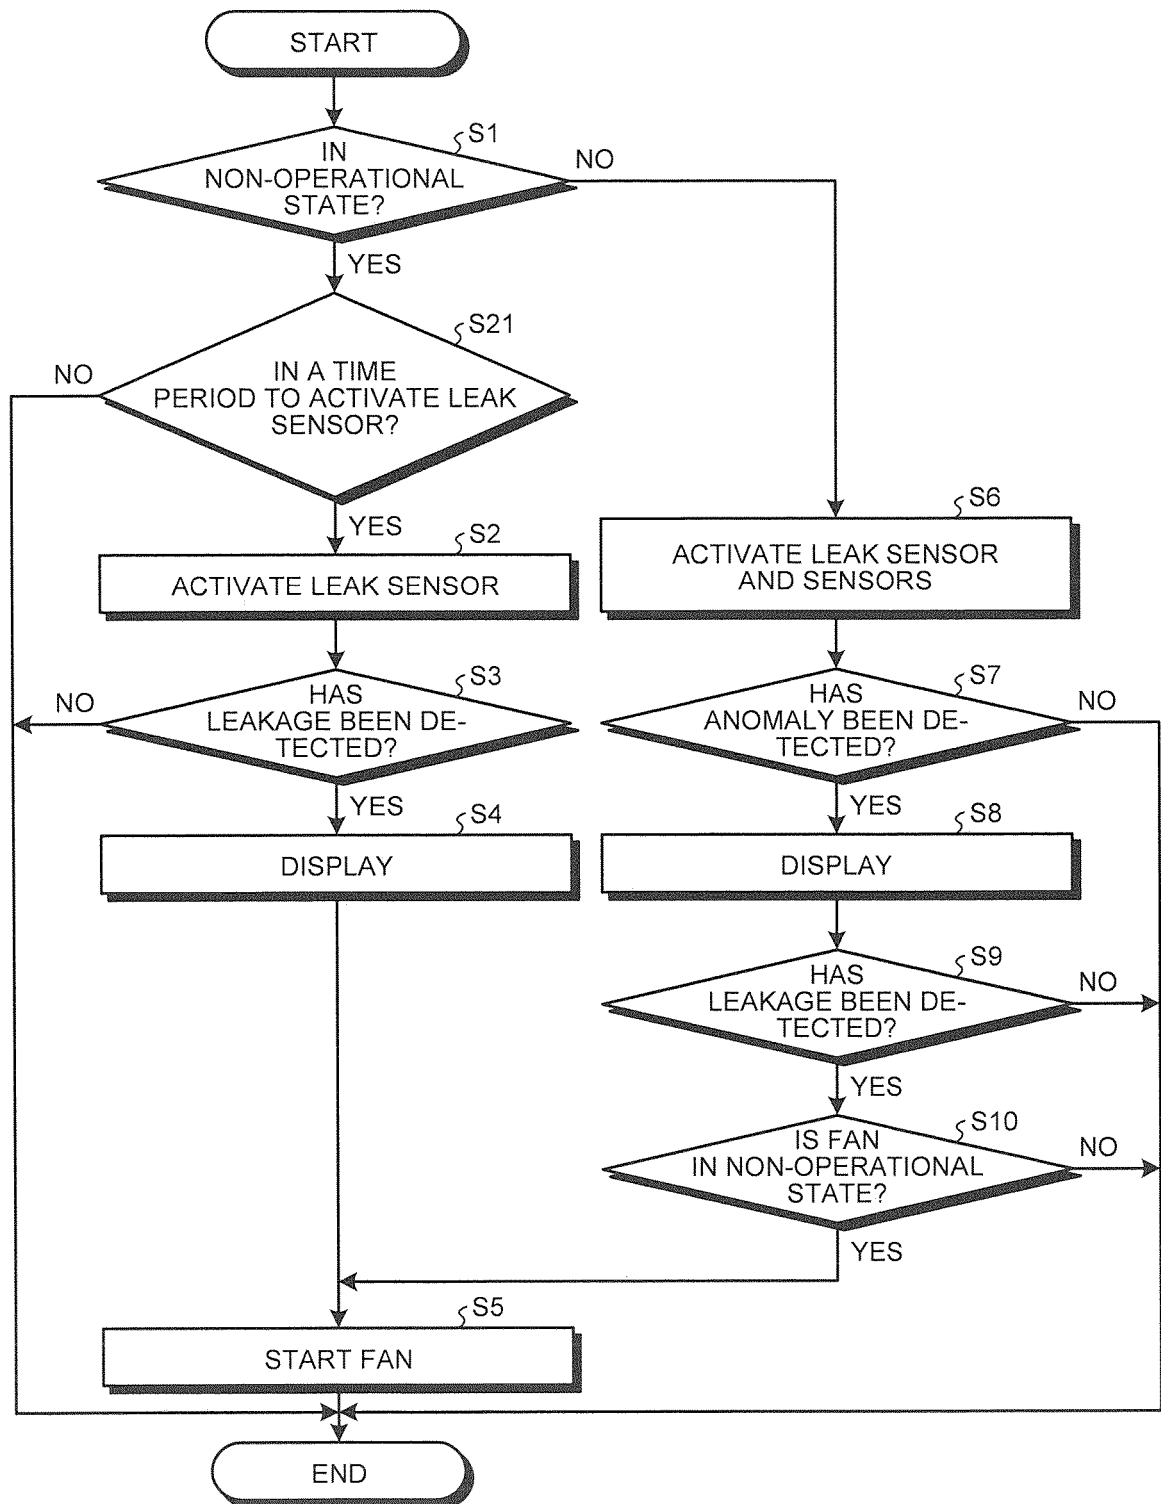 START
S1
IN
NON-OPERATIONAL
STATE?
NO
YES
S21
NO
IN A TIME
PERIOD TO ACTIVATE LEAK
SENSOR?
YES
S2
ACTIVATE LEAK SENSOR
S6
ACTIVATE LEAK SENSOR
AND SENSORS
S3
NO
HAS
LEAKAGE BEEN DE-
TECTED?
YES
S7
HAS
ANOMALY BEEN DE-
TECTED?
NO
YES
S4
DISPLAY
S8
DISPLAY
S9
HAS
LEAKAGE BEEN DE-
TECTED?
NO
YES
S10
IS FAN
IN NON-OPERATIONAL
STATE?
NO
YES
S5
START FAN
END